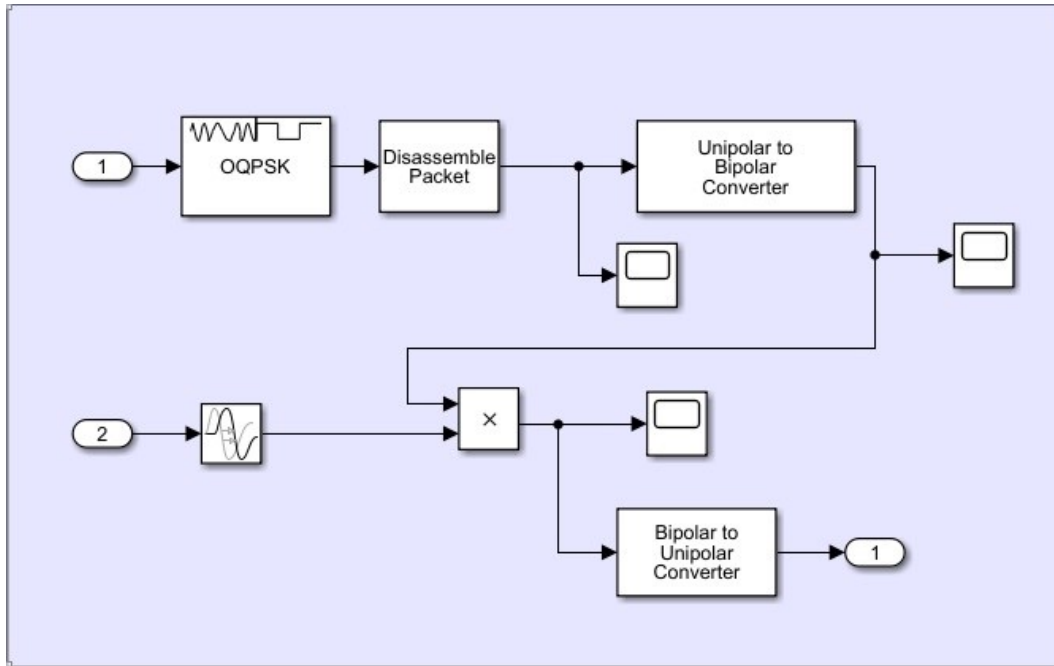 1
OQPSK
Disassemble
Packet
Unipolar to
Bipolar
Converter
2
×
Bipolar to
Unipolar
Converter
1